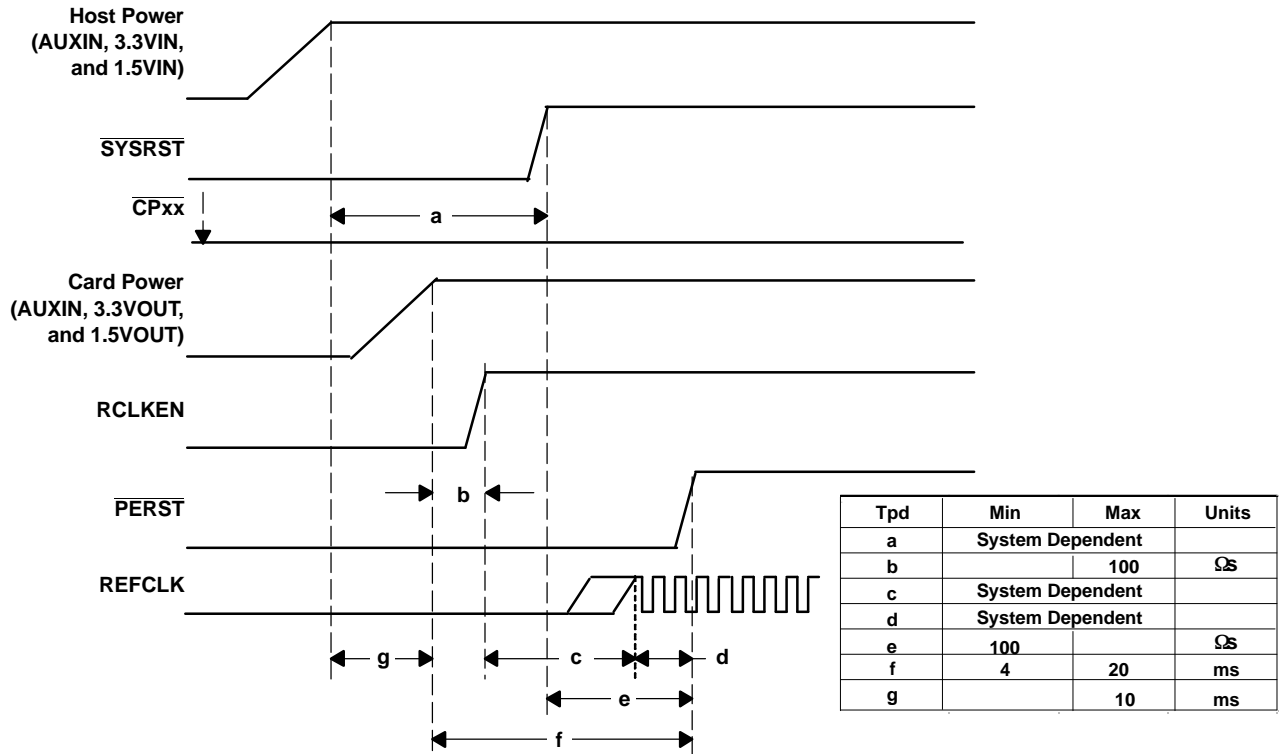 Host Power
(AUXIN, 3.3VIN,
and 1.5VIN)
SYSRST
CPxx
a
Card Power
(AUXIN, 3.3VOUT,
and 1.5VOUT)
RCLKEN
b
PERST
REFCLK
g
c
d
e
f
Tpd Min Max Units
a System Dependent
b 100 Ωs
c System Dependent
d System Dependent
e 100 Ωs
f 4 20 ms
g 10 ms